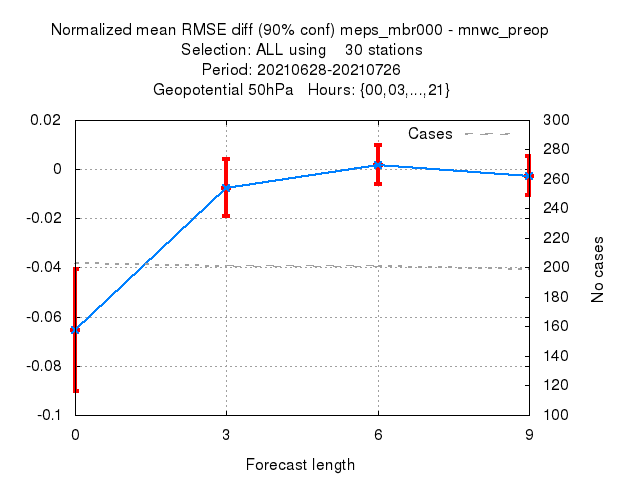 Normalized mean RMSE diff (90% conf) meps_mbr000 - mnwc_preop
Selection: ALL using    30 stations
Period: 20210628-20210726
Geopotential 50hPa   Hours: {00,03,...,21}
Cases
0.02
0
-0.02
-0.04
-0.06
-0.08
-0.1
300
280
260
240
220
200
180
160
140
120
100
No cases
0 3 6 9
Forecast length